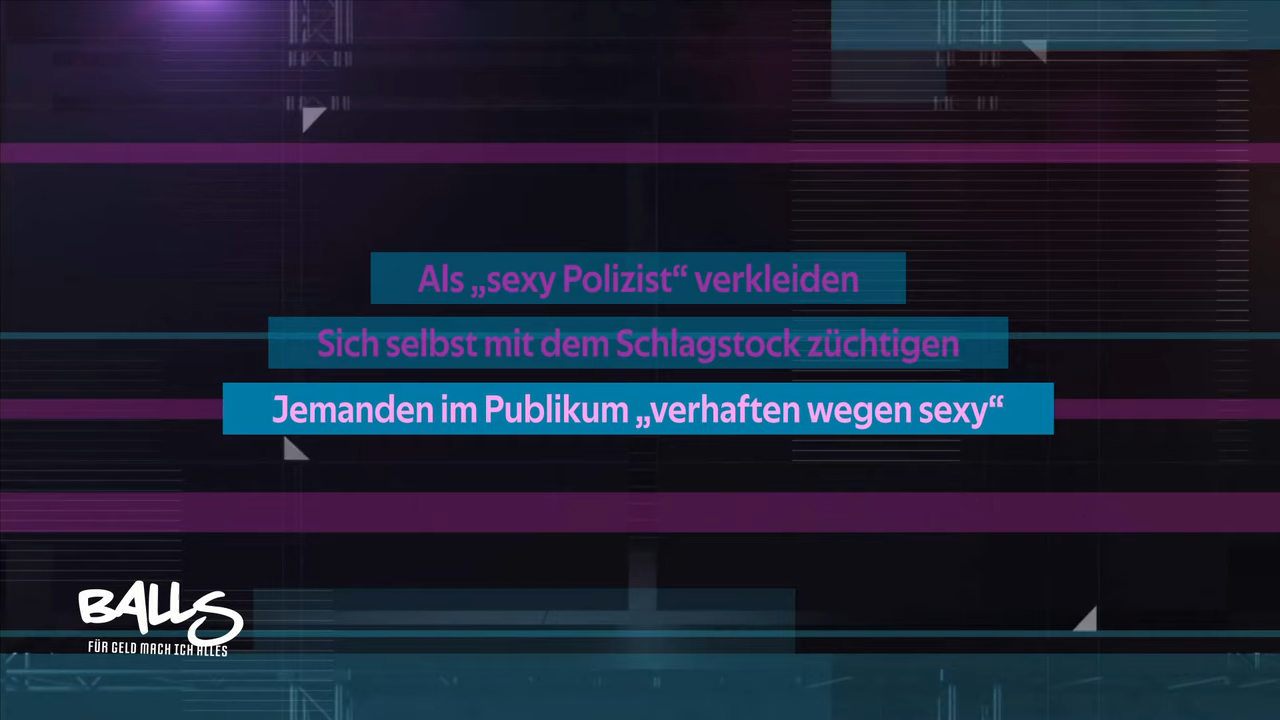 Als „sexy Polizist“ verkleiden
Sich selbst mit dem Schlagstock züchtigen
Jemanden im Publikum „verhaften wegen sexy“
BALLS
FÜR GELD MACH ICH ALLES